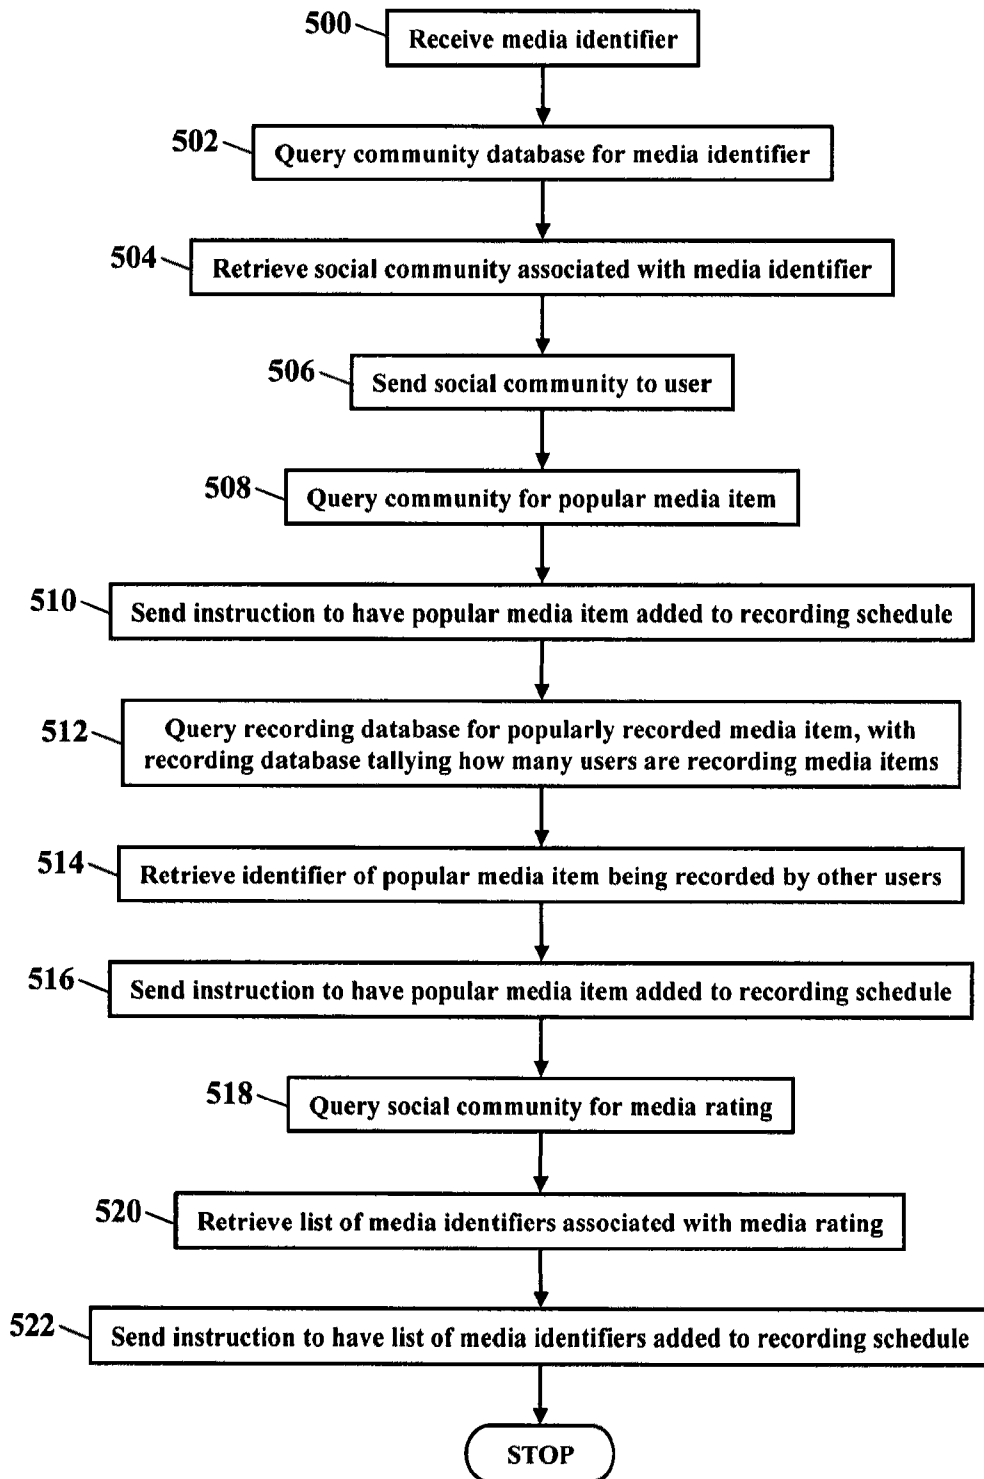 500
Receive media identifier
502
Query community database for media identifier
504
Retrieve social community associated with media identifier
506
Send social community to user
508
Query community for popular media item
510
Send instruction to have popular media item added to recording schedule
512
Query recording database for popularly recorded media item, with
recording database tallying how many users are recording media items
514
Retrieve identifier of popular media item being recorded by other users
516
Send instruction to have popular media item added to recording schedule
518
Query social community for media rating
520
Retrieve list of media identifiers associated with media rating
522
Send instruction to have list of media identifiers added to recording schedule
STOP